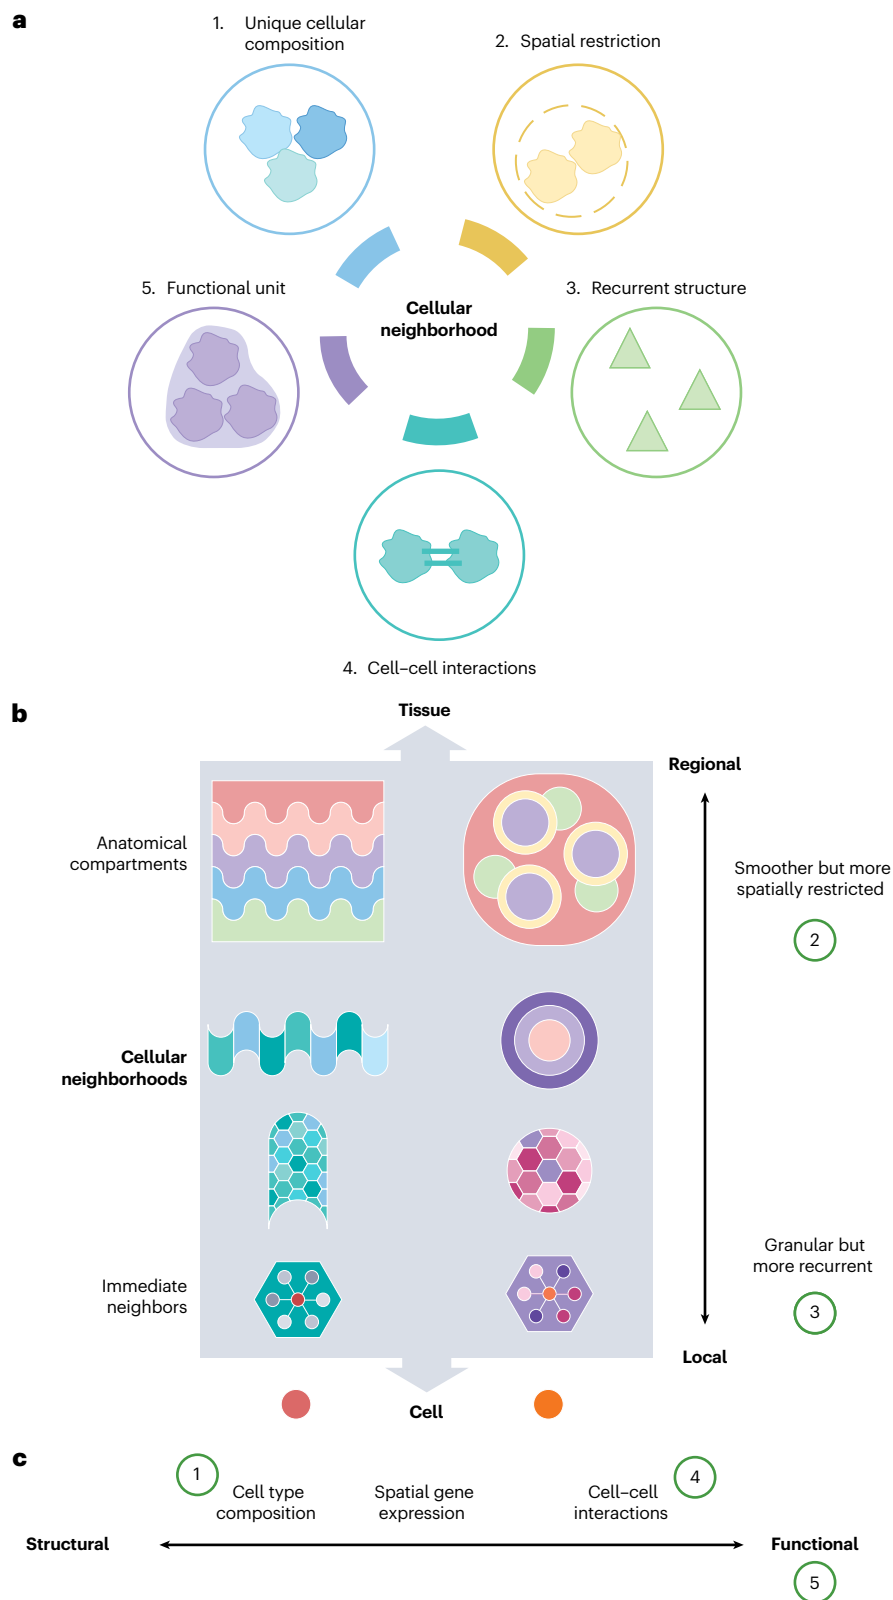 a
1. Unique cellular
composition
2. Spatial restriction
5. Functional unit
3. Recurrent structure
Cellular
neighborhood
4. Cell–cell interactions
b
Tissue
Regional
Anatomical
compartments
Smoother but more
spatially restricted
2
Cellular
neighborhoods
Granular but
more recurrent
3
Immediate
neighbors
Local
Cell
c
1
Cell type
composition
Spatial gene
expression
Cell–cell
interactions
4
Structural
Functional
5